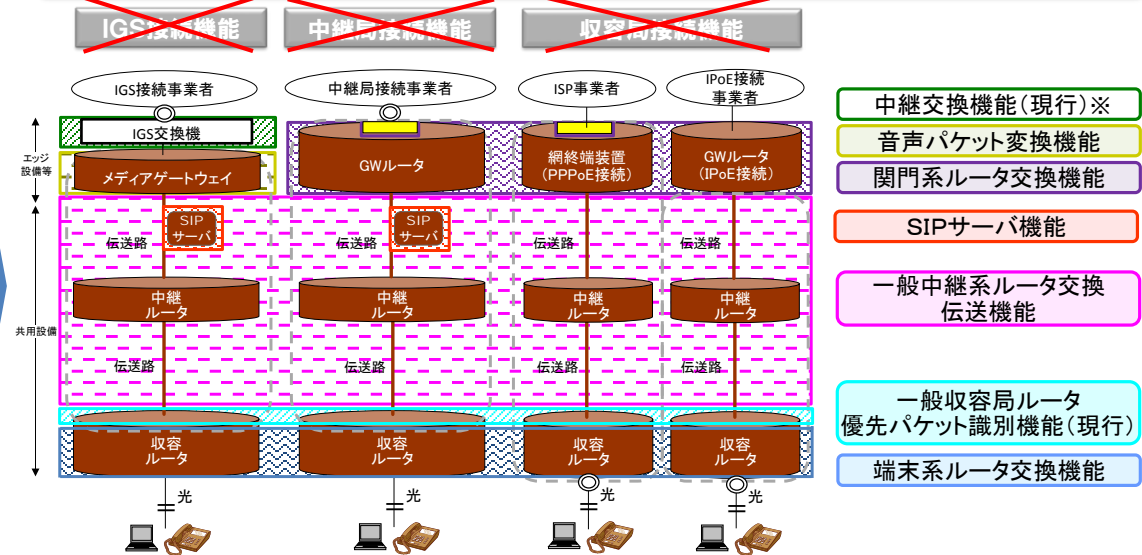 IGS接続機能
中継局接続機能
収容局接続機能
IGS接続事業者
中継局接続事業者
ISP事業者
IPoE接続
事業者
エッジ
設備等
共用設備
IGS交換機
メディアゲートウェイ
GWルータ
網終端装置
(PPPoE接続)
GWルータ
(IPoE接続)
SIP
サーバ
SIP
サーバ
伝送路
伝送路
伝送路
伝送路
中継
ルータ
中継
ルータ
中継
ルータ
中継
ルータ
伝送路
伝送路
伝送路
伝送路
収容
ルータ
収容
ルータ
収容
ルータ
収容
ルータ
光
光
光
光
中継交換機能(現行)※
音声パケット変換機能
関門系ルータ交換機能
SIPサーバ機能
一般中継系ルータ交換
伝送機能
一般収容局ルータ
優先パケット識別機能(現行)
端末系ルータ交換機能